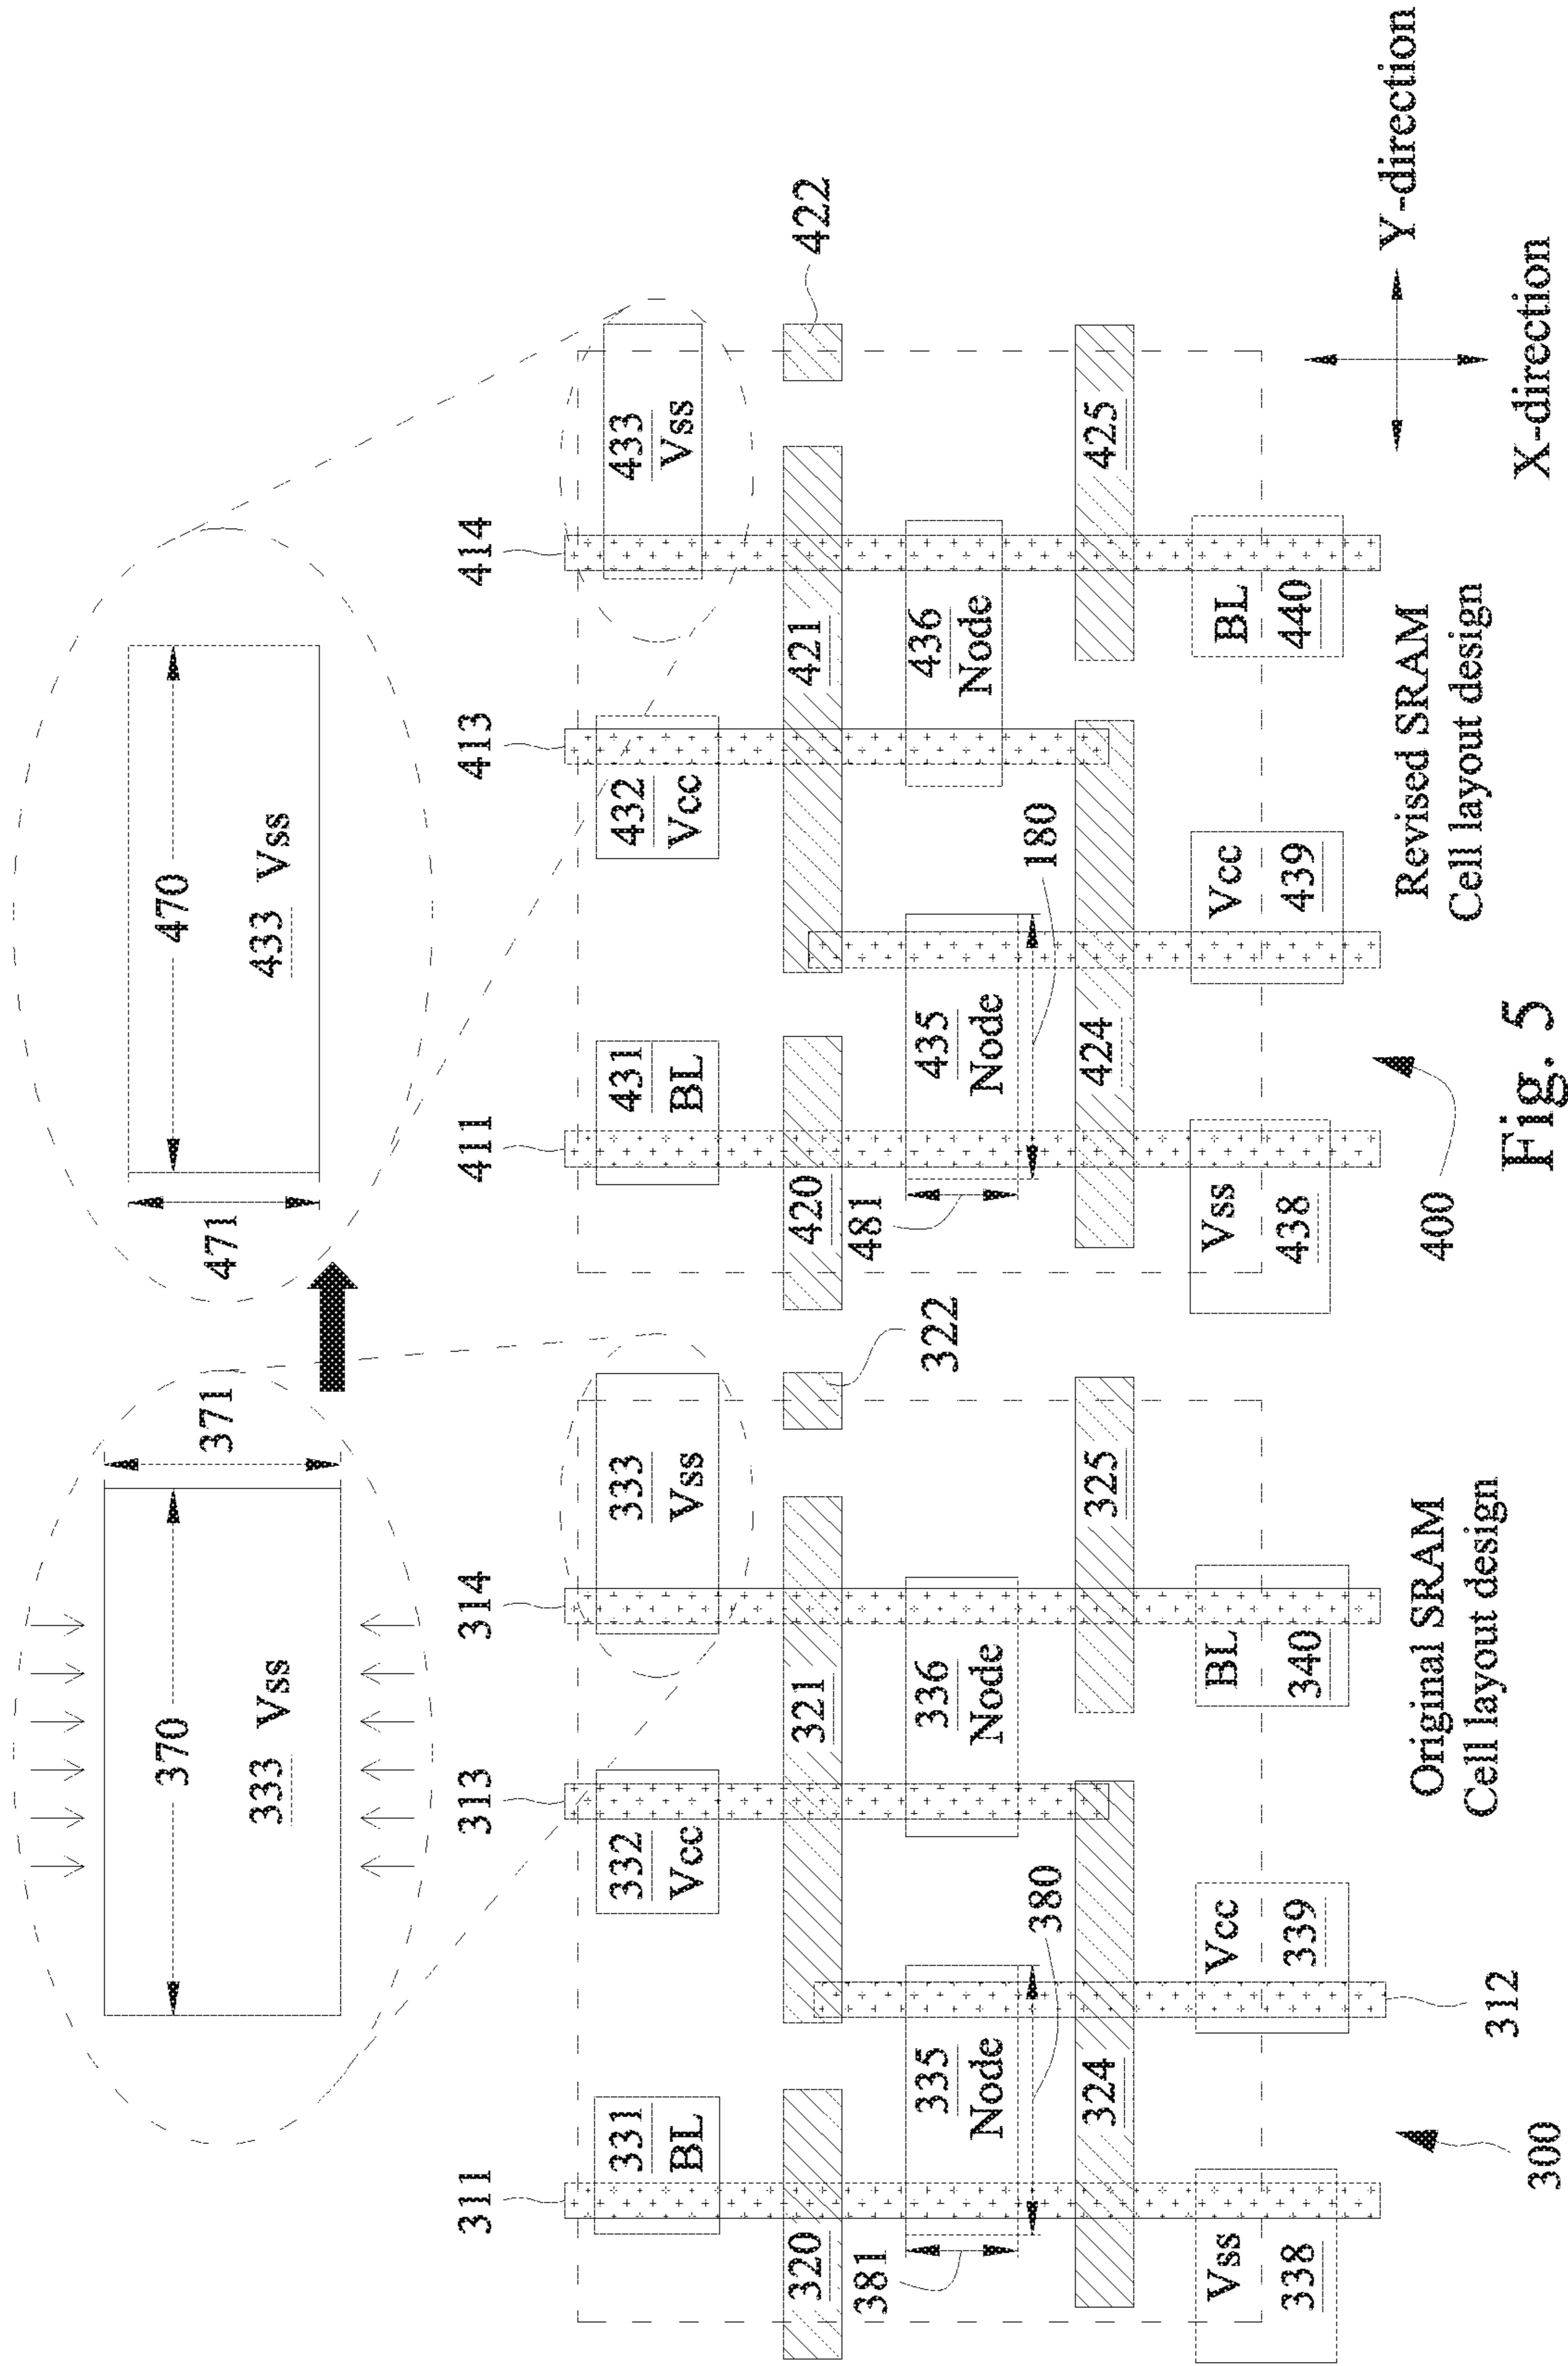 370
371
333 Vss
470
471
433 Vss
311
313
314
411
413
414
331
BL
332
Vcc
333
Vss
431
BL
432
Vcc
433
Vss
320
321
322
420
421
422
381
335
Node
380
336
Node
481
435
Node
180
436
Node
324
325
424
425
Vss
338
Vcc
339
BL
340
Vss
438
Vcc
439
BL
440
312
300
Original SRAM
Cell layout design
400
Revised SRAM
Cell layout design
Y-direction
X-direction
Fig. 5